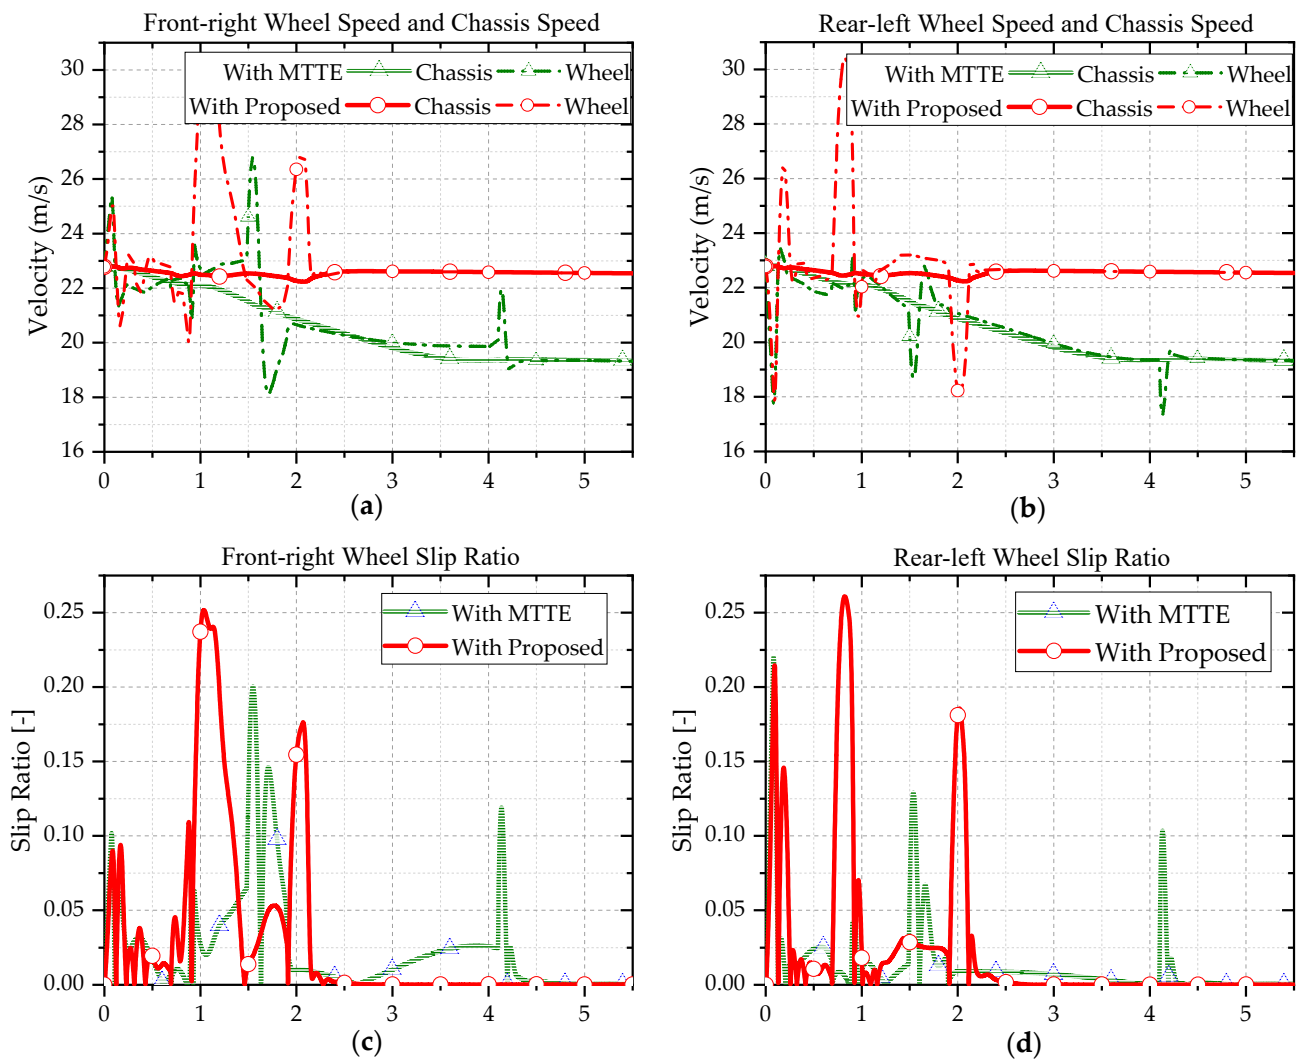 Front-right Wheel Speed and Chassis Speed
With MTTE Chassis Wheel
With Proposed Chassis Wheel
Velocity (m/s)
30
28
26
24
22
20
18
16
0 1 2 3 4 5
(a)
Rear-left Wheel Speed and Chassis Speed
With MTTE Chassis Wheel
With Proposed Chassis Wheel
Velocity (m/s)
30
28
26
24
22
20
18
16
0 1 2 3 4 5
(b)
Front-right Wheel Slip Ratio
With MTTE
With Proposed
Slip Ratio [-]
0.25
0.20
0.15
0.10
0.05
0.00
0 1 2 3 4 5
(c)
Rear-left Wheel Slip Ratio
With MTTE
With Proposed
Slip Ratio [-]
0.25
0.20
0.15
0.10
0.05
0.00
0 1 2 3 4 5
(d)